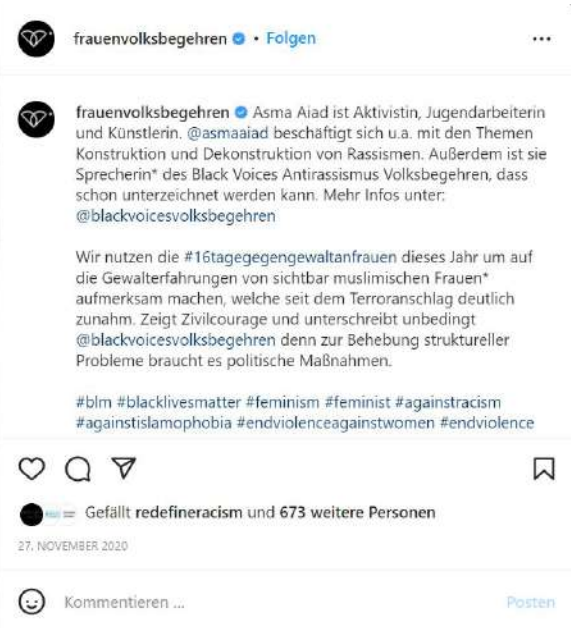 frauenvolksbegehren • Folgen
frauenvolksbegehren Asma Aiad ist Aktivistin, Jugendarbeiterin
und Künstlerin. @asmaaiad beschäftigt sich u.a. mit den Themen
Konstruktion und Dekonstruktion von Rassismen. Außerdem ist sie
Sprecherin* des Black Voices Antirassismus Volksbegehren, dass
schon unterzeichnet werden kann. Mehr Infos unter:
@blackvoicesvolksbegehren
Wir nutzen die #16tagegegengewaltanfrauen dieses Jahr um auf
die Gewalterfahrungen von sichtbar muslimischen Frauen*
aufmerksam machen, welche seit dem Terroranschlag deutlich
zunahm. Zeigt Zivilcourage und unterschreibt unbedingt
@blackvoicesvolksbegehren denn zur Behebung struktureller
Probleme braucht es politische Maßnahmen.
#blm #blacklivesmatter #feminism #feminist #againstracism
#againstislamophobia #endviolenceagainstwomen #endviolence
Gefällt redefineracism und 673 weitere Personen
27. NOVEMBER 2020
Kommentieren ... Posten